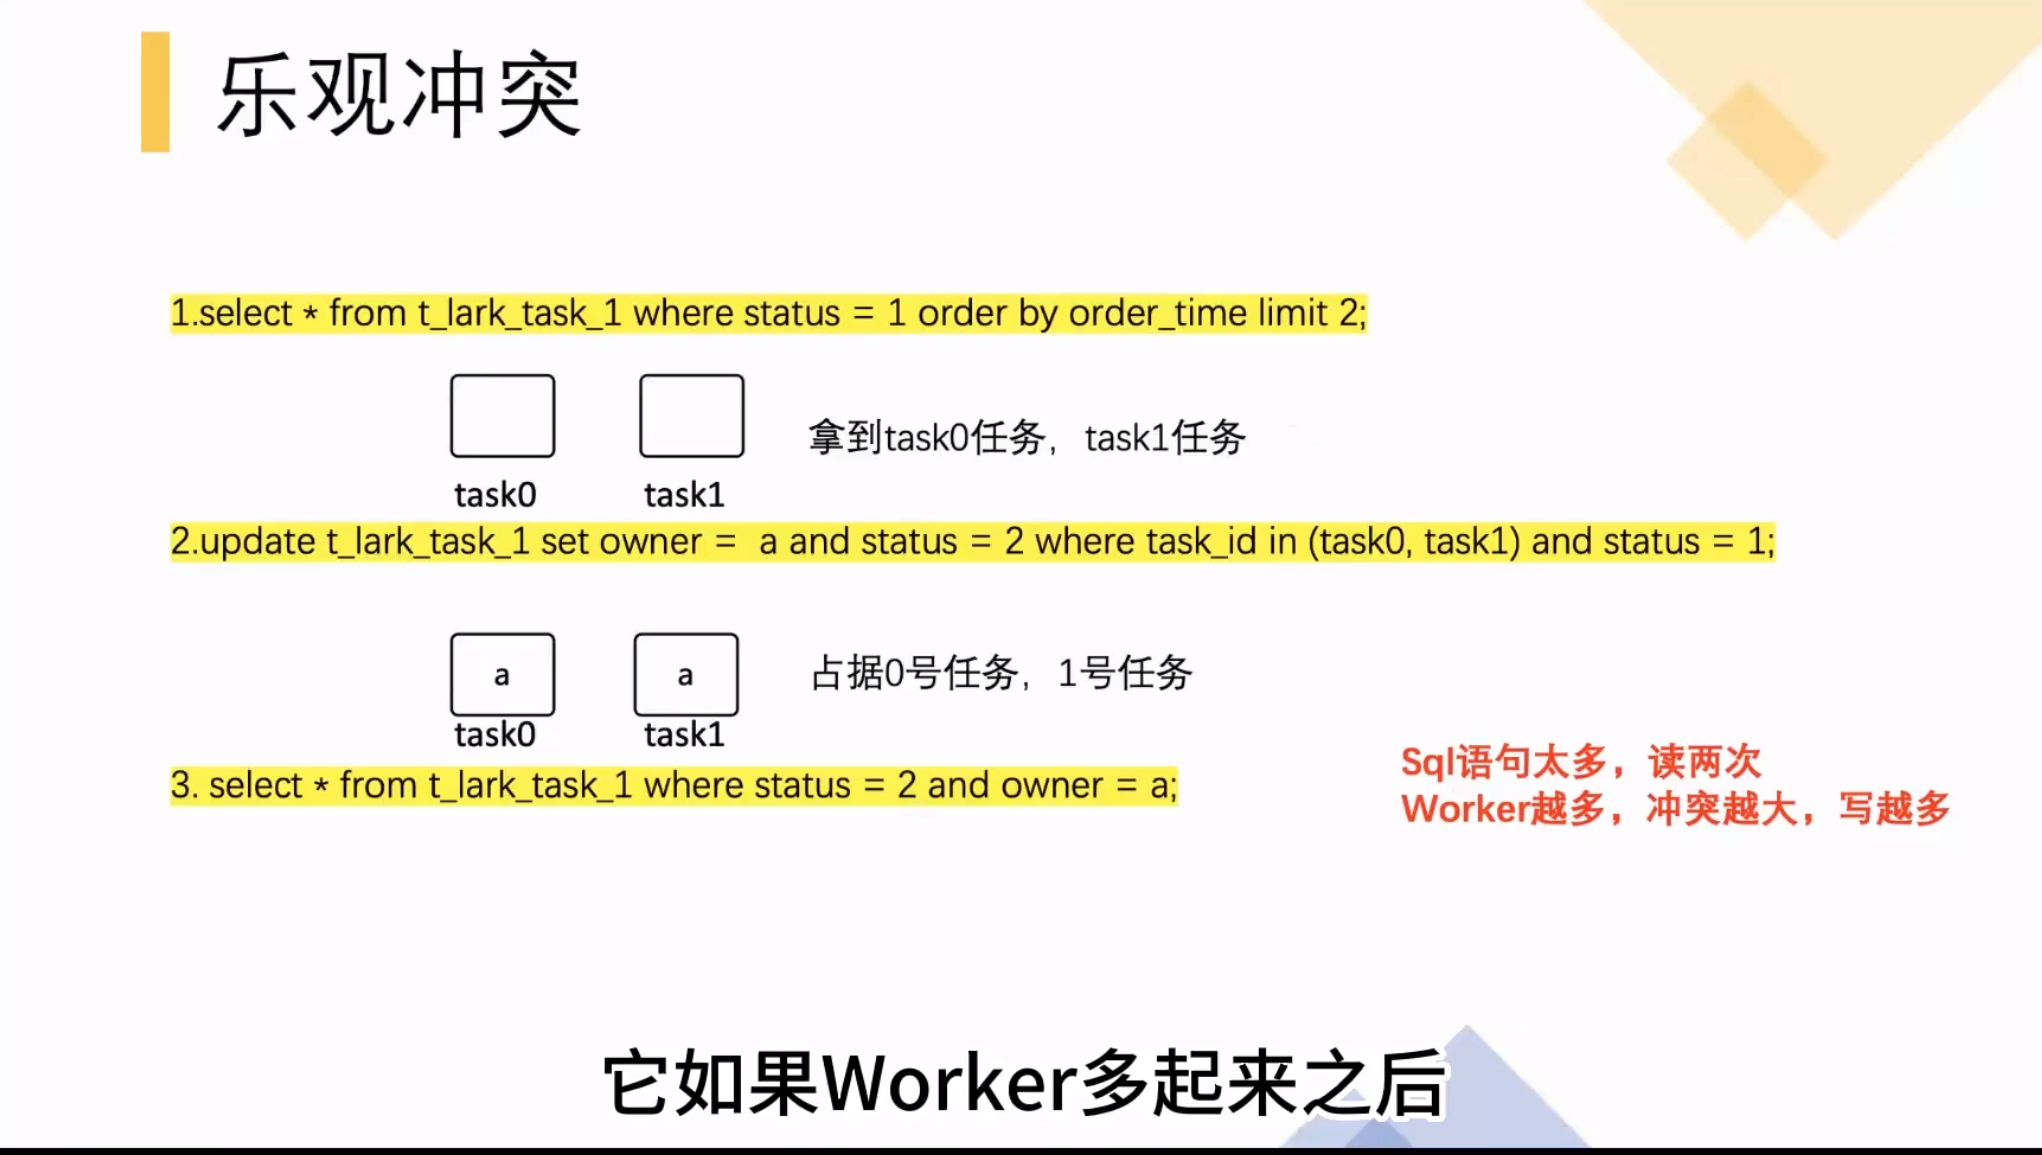 乐观冲突
1.select * from t_lark_task_1 where status = 1 order by order_time limit 2;
拿到task0任务，task1任务
task0
task1
2.update t_lark_task_1 set owner =  a and status = 2 where task_id in (task0, task1) and status = 1;
a
a
占据0号任务，1号任务
task0
task1
3. select * from t_lark_task_1 where status = 2 and owner = a;
Sql语句太多，读两次
Worker越多，冲突越大，写越多
它如果Worker多起来之后